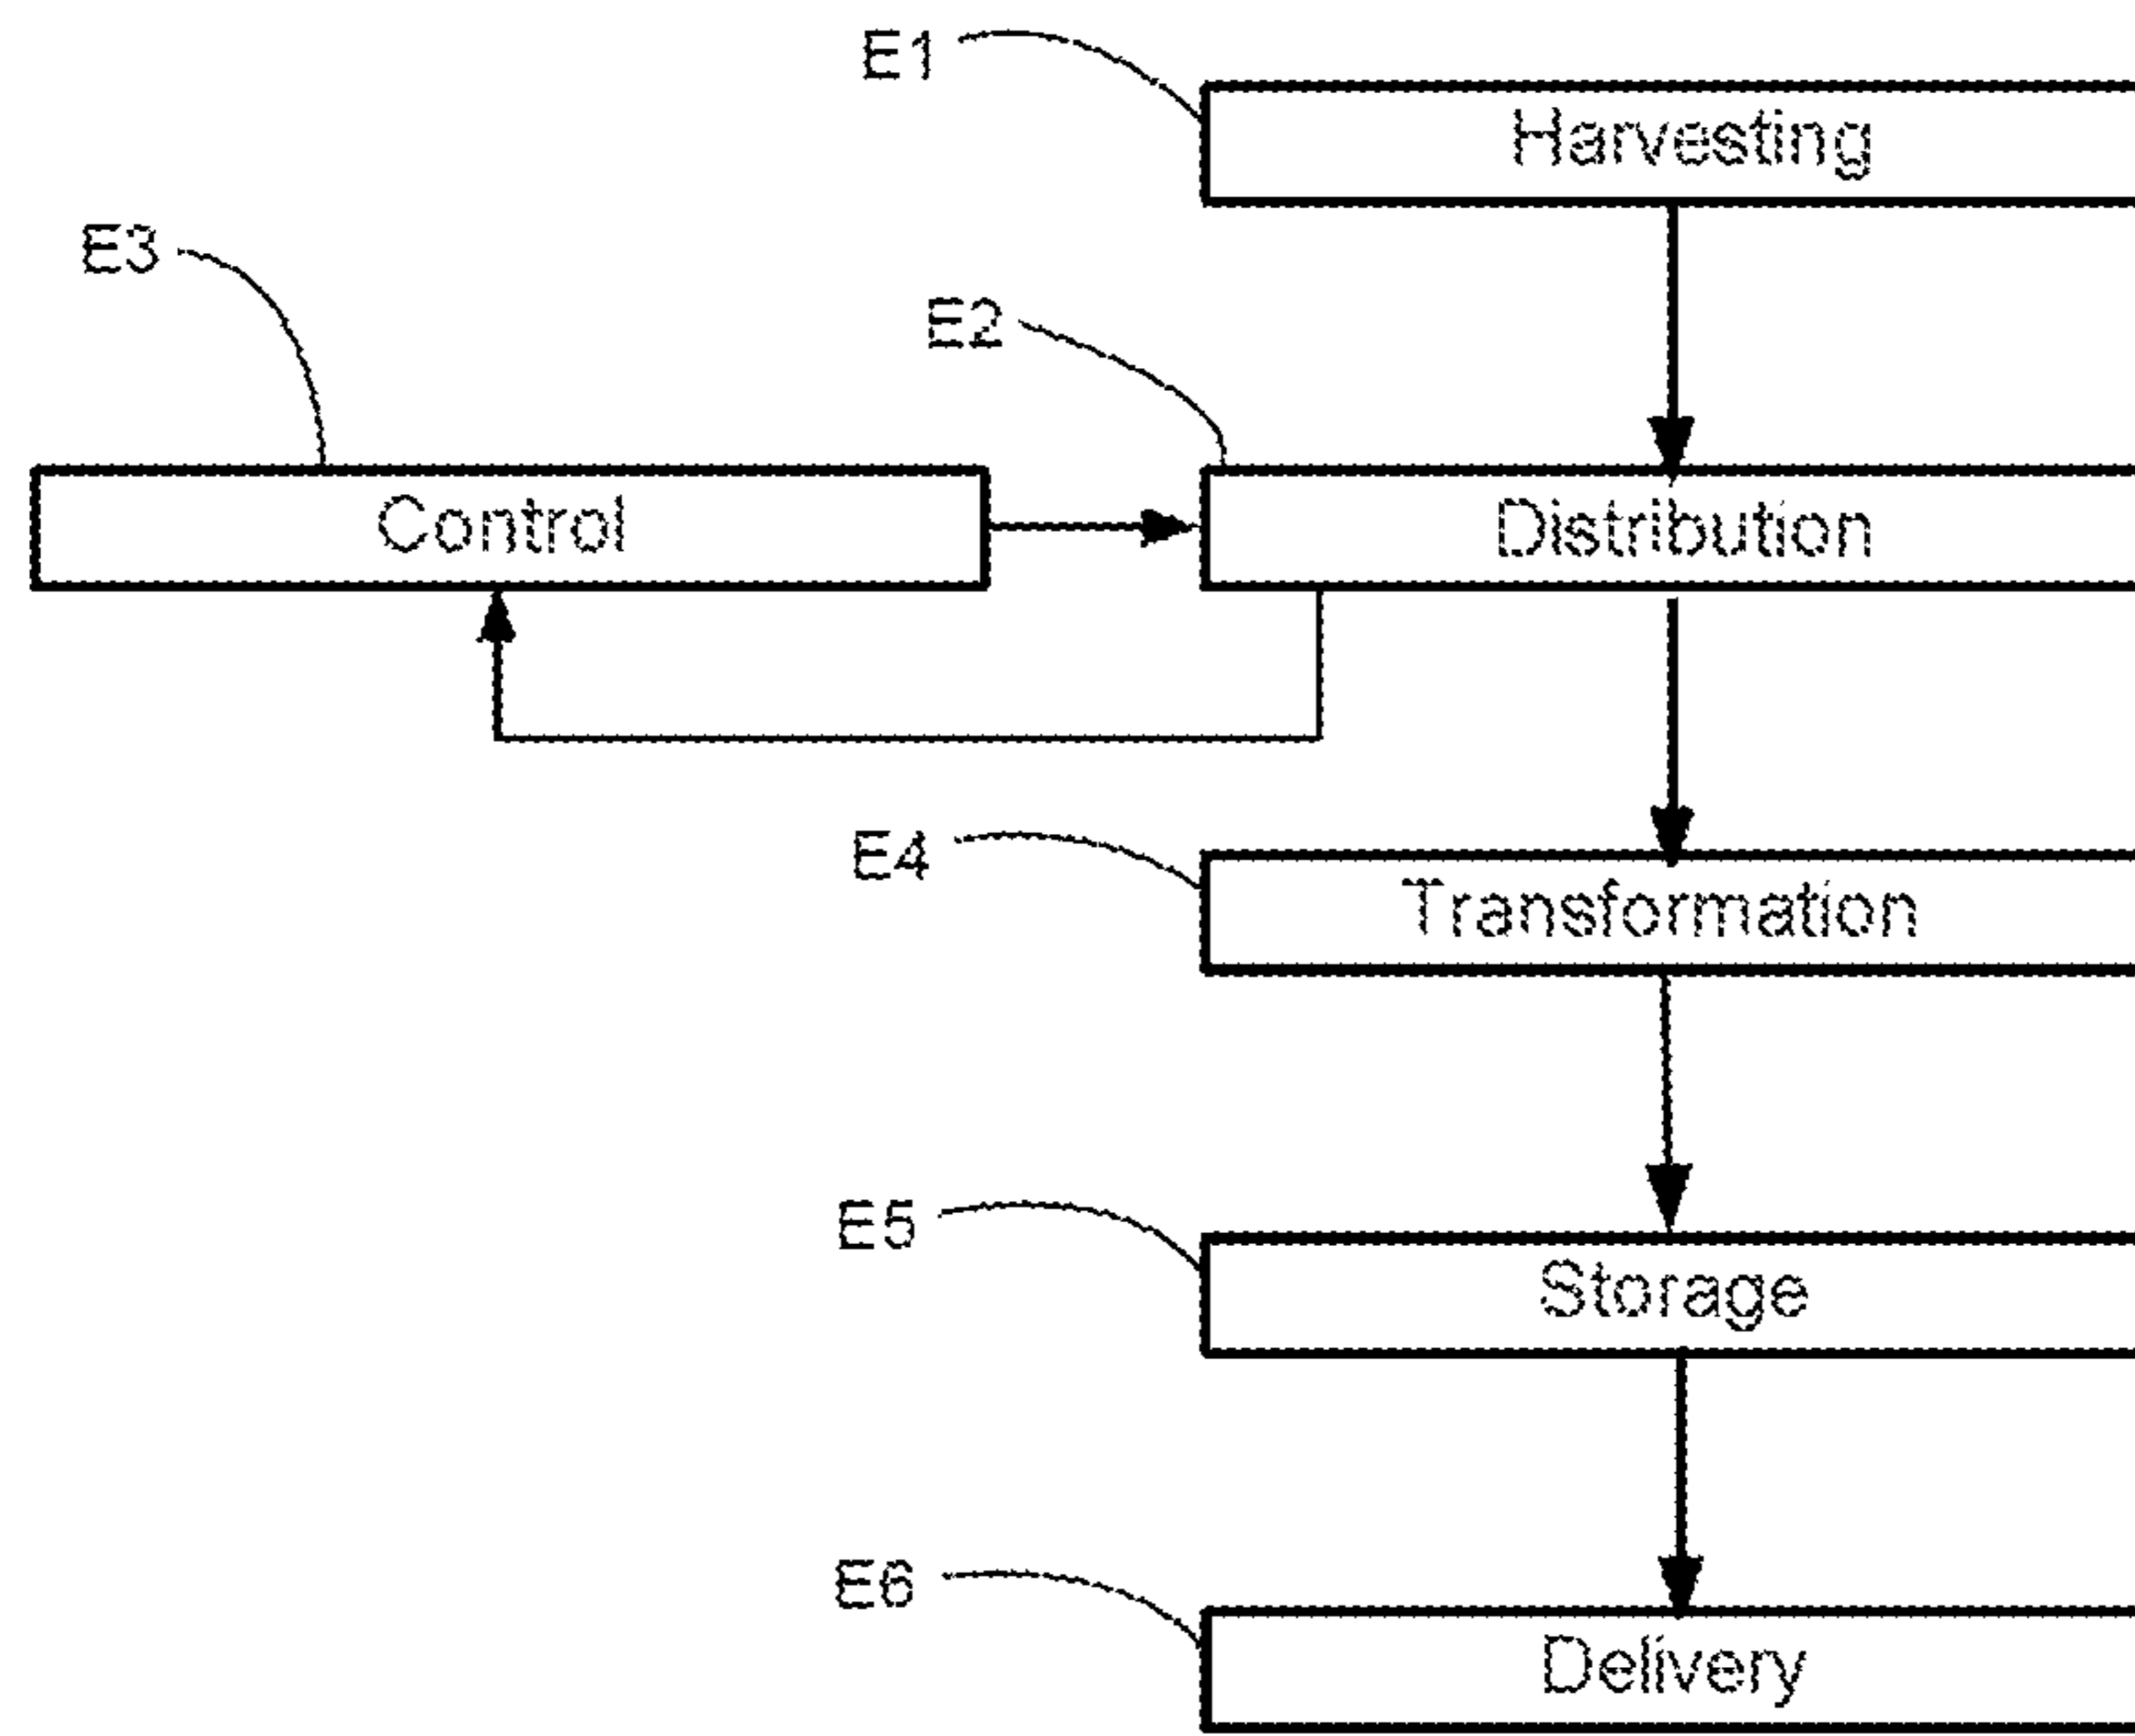 E1
Harvesting
E3
E2
Control
Distribution
E4
Transformation
E5
Storage
E6
Delivery